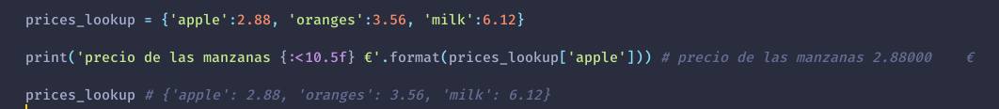 prices_lookup = {'apple':2.88, 'oranges':3.56, 'milk':6.12}
print('precio de las manzanas {:<10.5f} €'.format(prices_lookup['apple'])) # precio de las manzanas 2.88000    €
prices_lookup # {'apple': 2.88, 'oranges': 3.56, 'milk': 6.12}